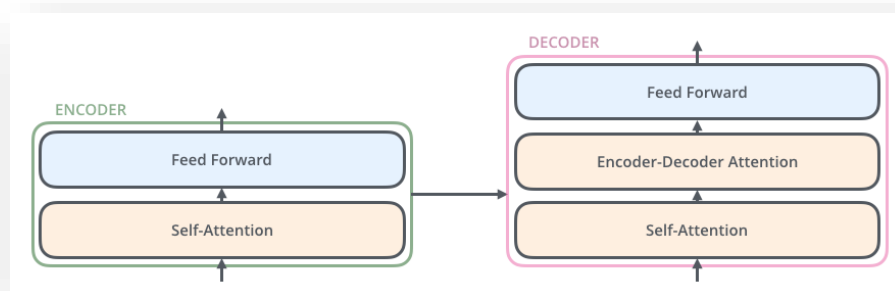 ENCODER
Feed Forward
Self-Attention
DECODER
Feed Forward
Encoder-Decoder Attention
Self-Attention